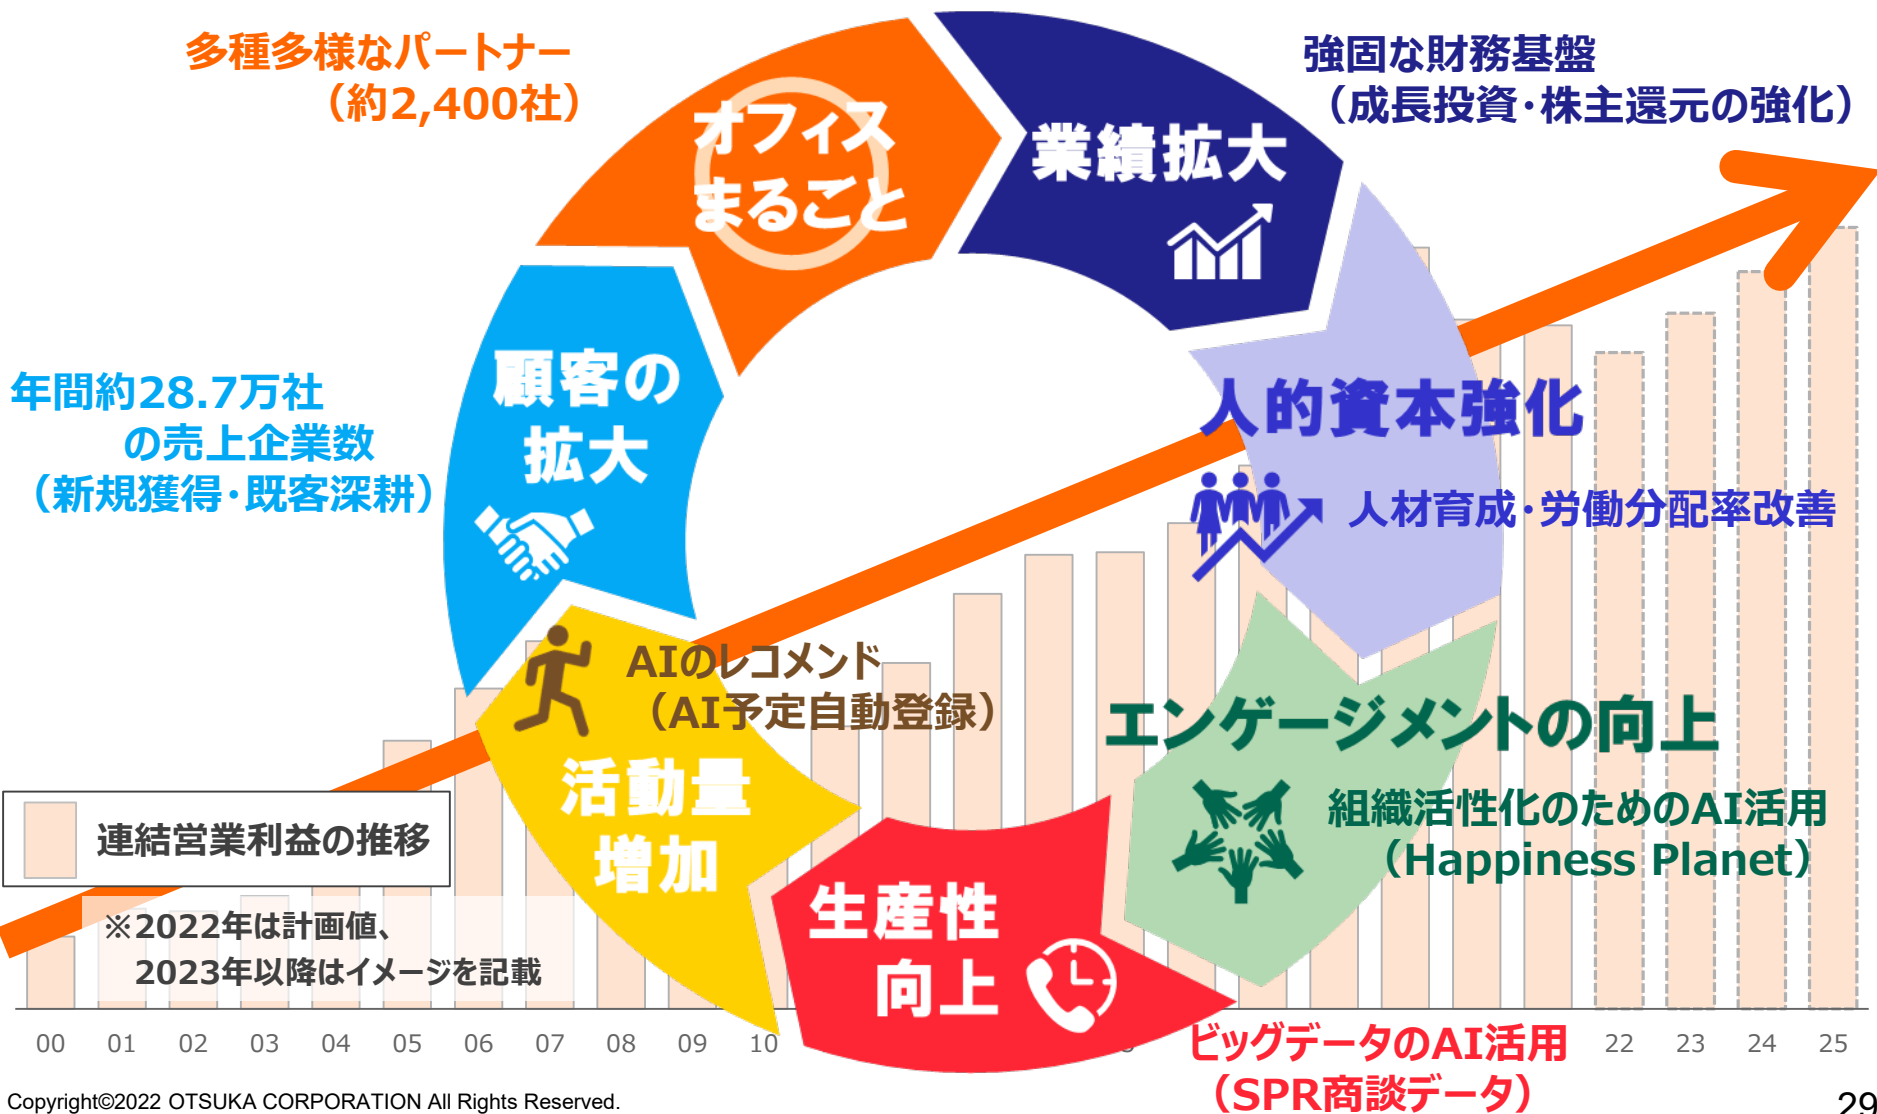 多種多様なパートナー
（約2,400社）
強固な財務基盤
（成長投資・株主還元の強化）
オフィス
まるごと
業績拡大
顧客の
拡大
年間約28.7万社
の売上企業数
（新規獲得・既客深耕）
人的資本強化
人材育成・労働分配率改善
AIのレコメンド
（AI予定自動登録）
活動量
増加
エンゲージメントの向上
組織活性化のためのAI活用
（Happiness Planet）
連結営業利益の推移
※2022年は計画値、
2023年以降はイメージを記載
生産性
向上
00 01 02 03 04 05 06 07 08 09 10 22 23 24 25
ビッグデータのAI活用
（SPR商談データ）
Copyright©2022 OTSUKA CORPORATION All Rights Reserved.
29